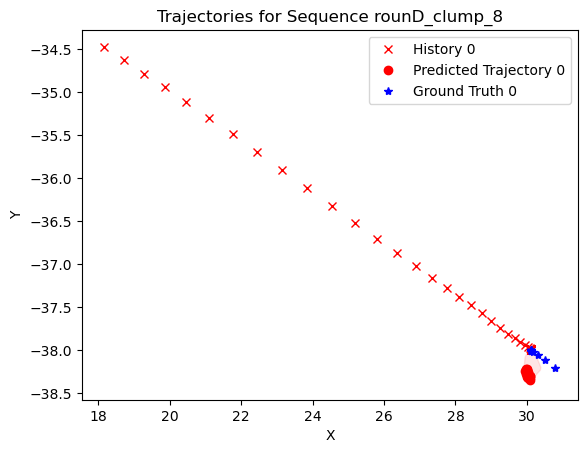 Trajectories for Sequence rounD_clump_8
History 0
Predicted Trajectory 0
Ground Truth 0
−34.5
−35.0
−35.5
−36.0
−36.5
−37.0
−37.5
−38.0
−38.5
Y
18 20 22 24 26 28 30
X